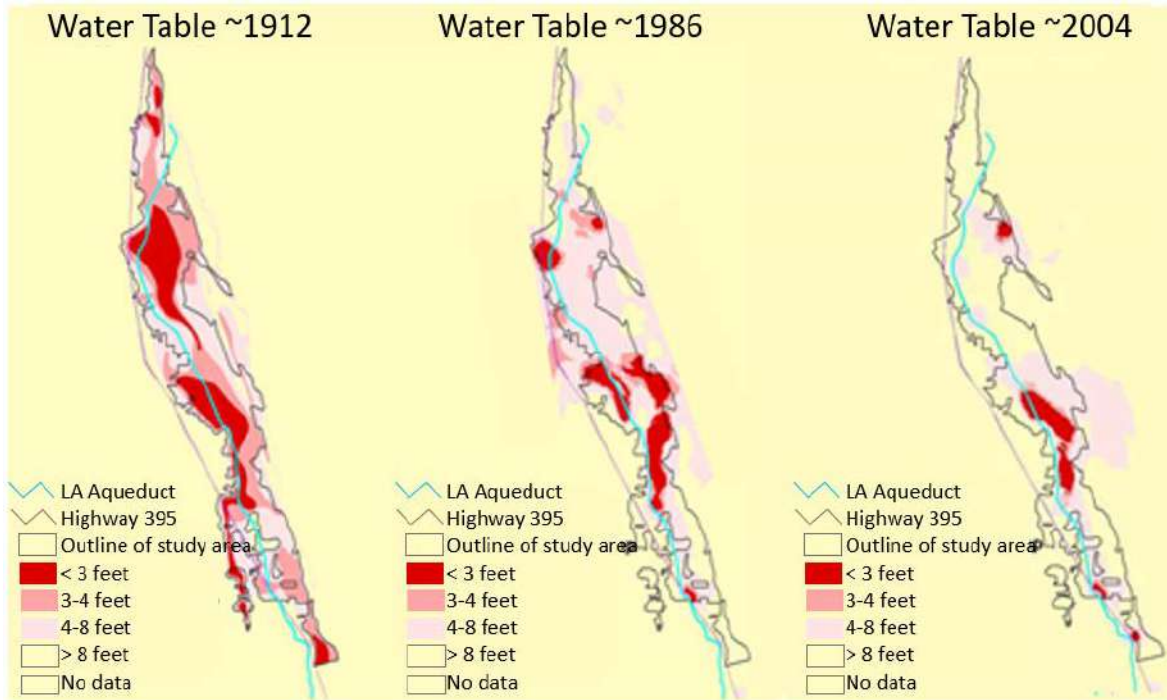 Water Table ~1912
LA Aqueduct
Highway 395
Outline of study area
< 3 feet
3-4 feet
4-8 feet
> 8 feet
No data
Water Table ~1986
LA Aqueduct
Highway 395
Outline of study area
< 3 feet
3-4 feet
4-8 feet
> 8 feet
No data
Water Table ~2004
LA Aqueduct
Highway 395
Outline of study area
< 3 feet
3-4 feet
4-8 feet
> 8 feet
No data